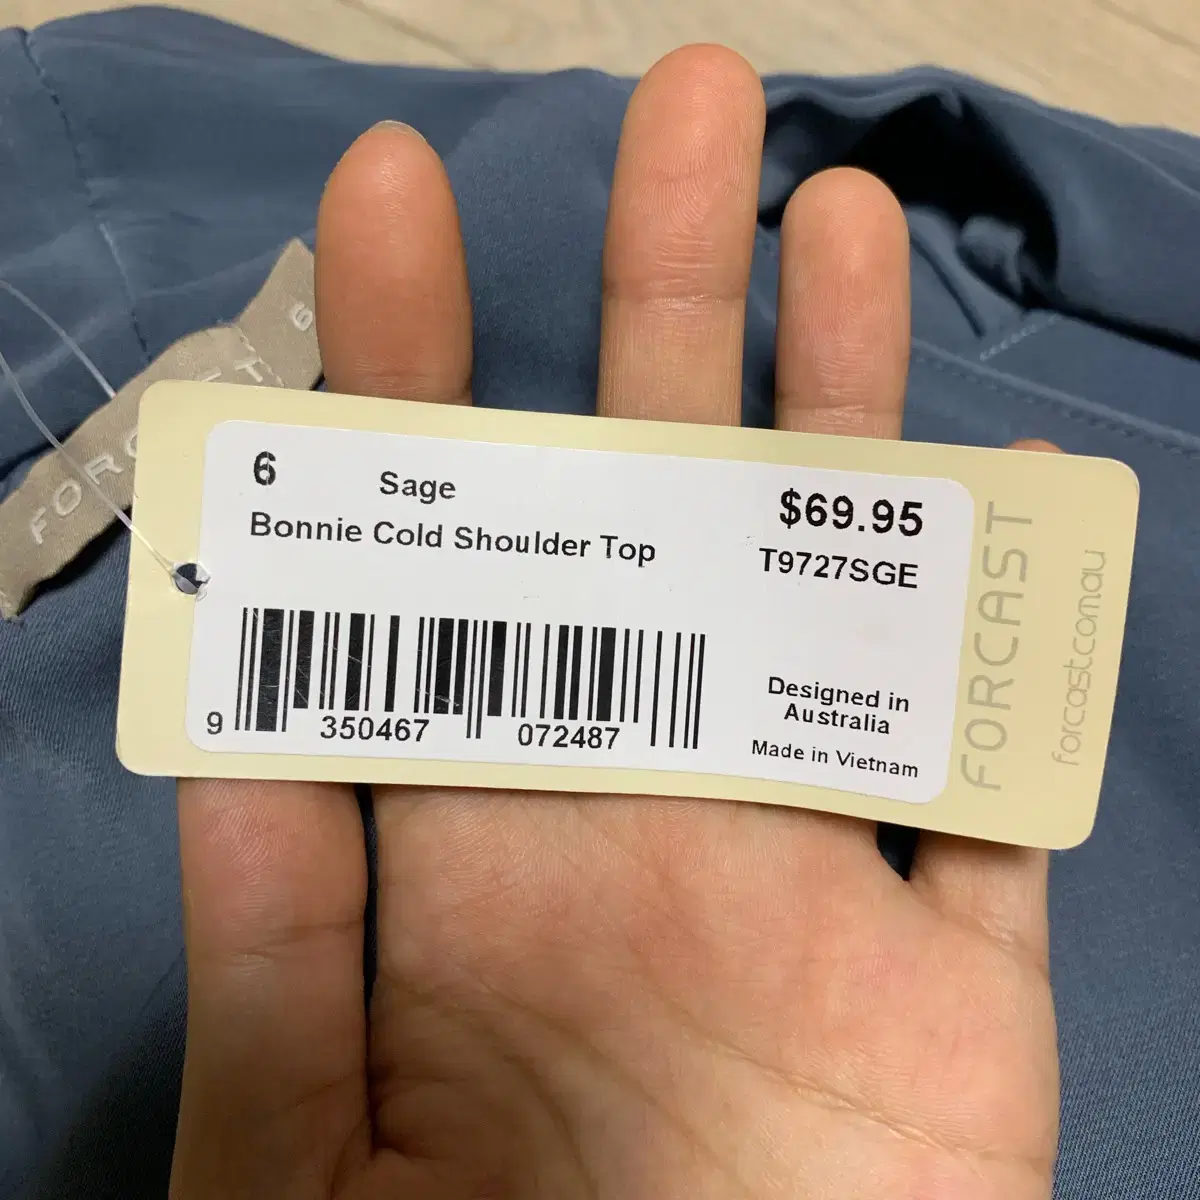 6 Sage $69.95
Bonnie Cold Shoulder Top T9727SGE
9 350467 072487
Designed in
Australia
Made in Vietnam
FORCAST
forcast.com.au
6